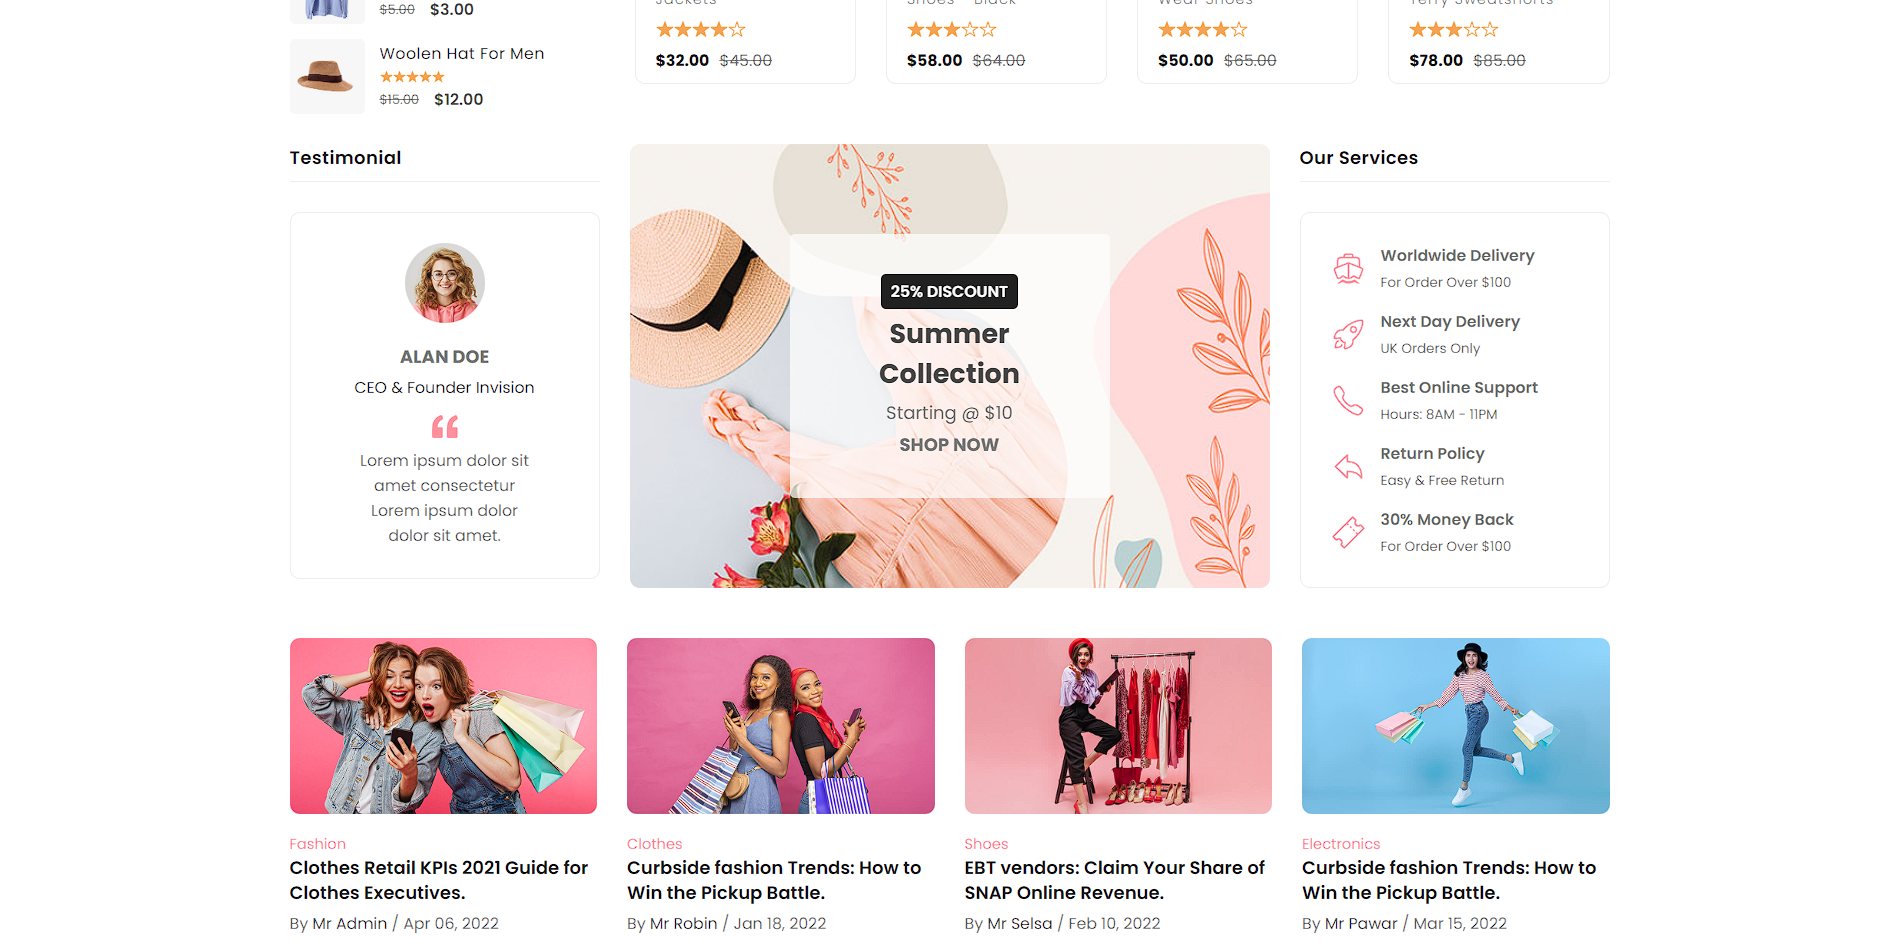 $5.00 $3.00
Woolen Hat For Men
$15.00 $12.00
Jackets
$32.00 $45.00
Shoes - Black
$58.00 $64.00
Wear Shoes
$50.00 $65.00
Terry Sweatshorts
$78.00 $85.00
Testimonial
ALAN DOE
CEO & Founder Invision
Lorem ipsum dolor sit
amet consectetur
Lorem ipsum dolor
dolor sit amet.
25% DISCOUNT
Summer
Collection
Starting @ $10
SHOP NOW
Our Services
Worldwide Delivery
For Order Over $100
Next Day Delivery
UK Orders Only
Best Online Support
Hours: 8AM - 11PM
Return Policy
Easy & Free Return
30% Money Back
For Order Over $100
Fashion
Clothes Retail KPIs 2021 Guide for
Clothes Executives.
By Mr Admin / Apr 06, 2022
Clothes
Curbside fashion Trends: How to
Win the Pickup Battle.
By Mr Robin / Jan 18, 2022
Shoes
EBT vendors: Claim Your Share of
SNAP Online Revenue.
By Mr Selsa / Feb 10, 2022
Electronics
Curbside fashion Trends: How to
Win the Pickup Battle.
By Mr Pawar / Mar 15, 2022